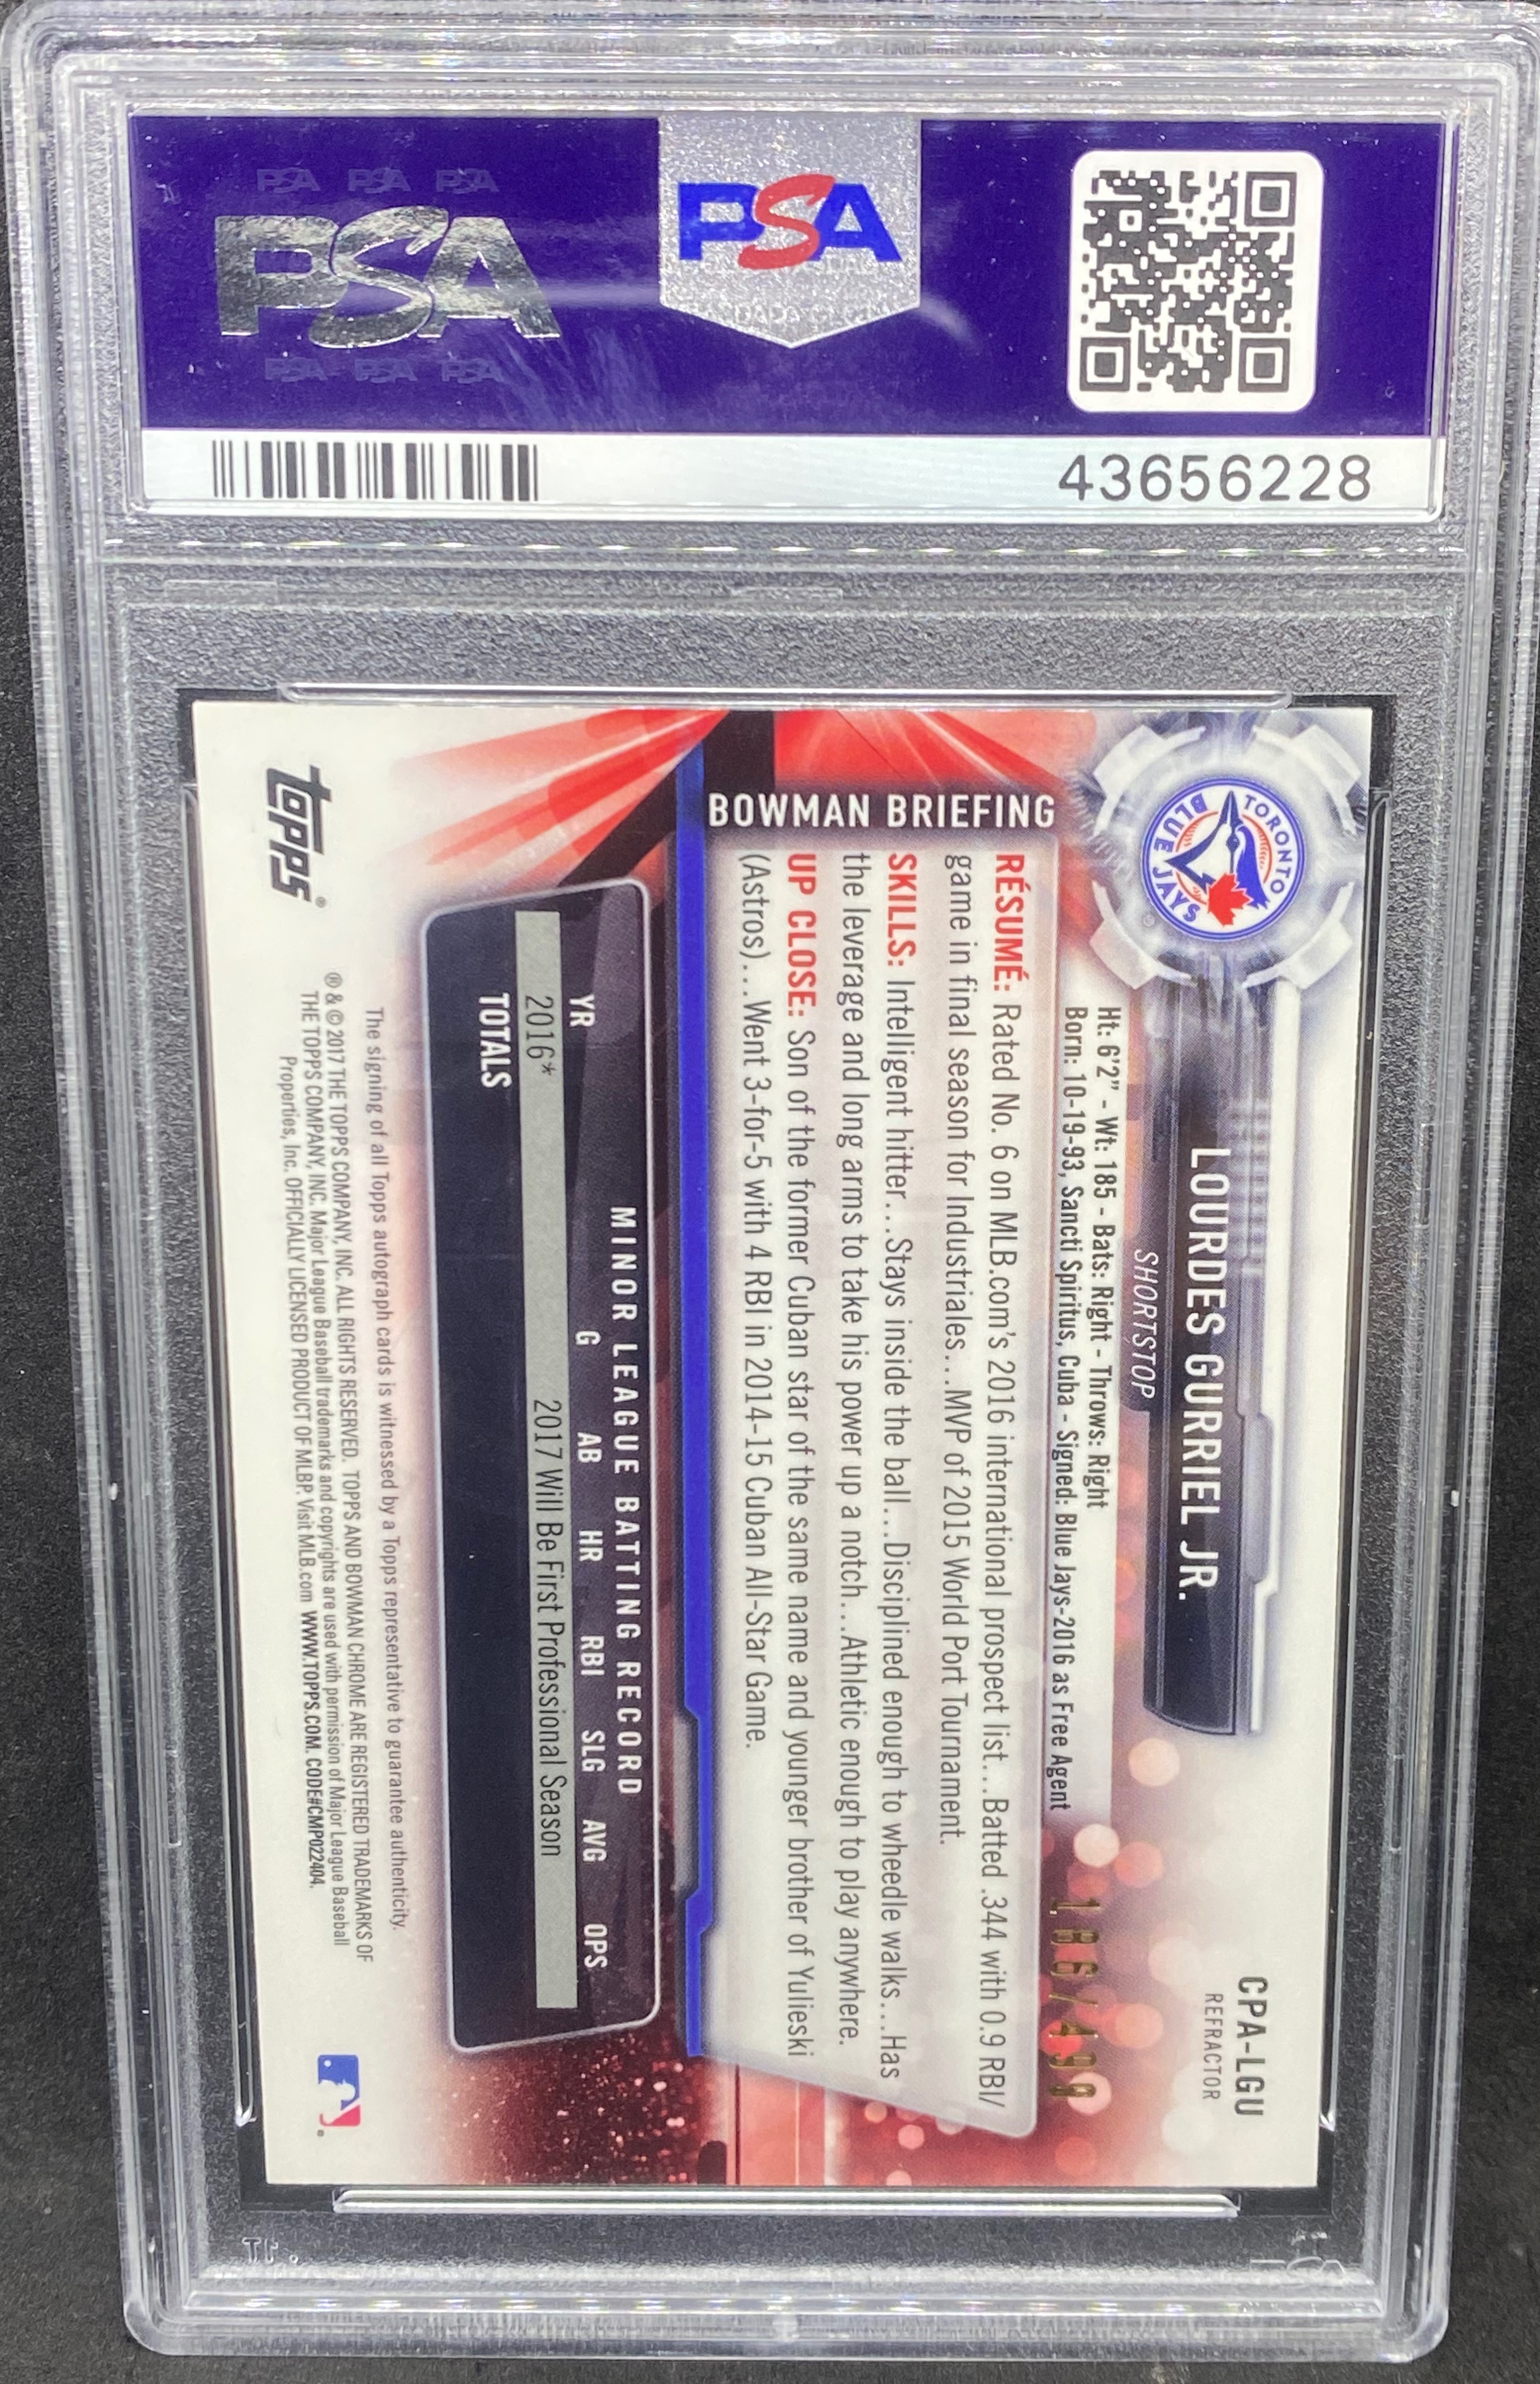 PSA PSA PSA
PSA
PSA PSA PSA
PSA
43656228
TORONTO
BLUE JAYS
LOURDES GURRIEL JR.
SHORTSTOP
CPA-LGU
REFRACTOR
Ht: 6'2" - Wt: 185 - Bats: Right - Throws: Right
Born: 10-19-93, Sancti Spiritus, Cuba - Signed: Blue Jays-2016 as Free Agent
186/499
BOWMAN BRIEFING
RÉSUMÉ: Rated No. 6 on MLB.com's 2016 international prospect list...Batted .344 with 0.9 RBI/
game in final season for Industriales...MVP of 2015 World Port Tournament.
SKILLS: Intelligent hitter...Stays inside the ball...Disciplined enough to wheedle walks...Has
the leverage and long arms to take his power up a notch...Athletic enough to play anywhere.
UP CLOSE: Son of the former Cuban star of the same name and younger brother of Yulieski
(Astros)...Went 3-for-5 with 4 RBI in 2014-15 Cuban All-Star Game.
MINOR LEAGUE BATTING RECORD
YR G AB HR RBI SLG AVG OPS
2016* 2017 Will Be First Professional Season
TOTALS
The signing of all Topps autograph cards is witnessed by a Topps representative to guarantee authenticity.
® & © 2017 THE TOPPS COMPANY, INC. ALL RIGHTS RESERVED. TOPPS AND BOWMAN CHROME ARE REGISTERED TRADEMARKS OF
THE TOPPS COMPANY, INC. Major League Baseball trademarks and copyrights are used with permission of Major League Baseball
Properties, Inc. OFFICIALLY LICENSED PRODUCT OF MLBP. Visit MLB.com WWW.TOPPS.COM. CODE#CMP022404.
topps®